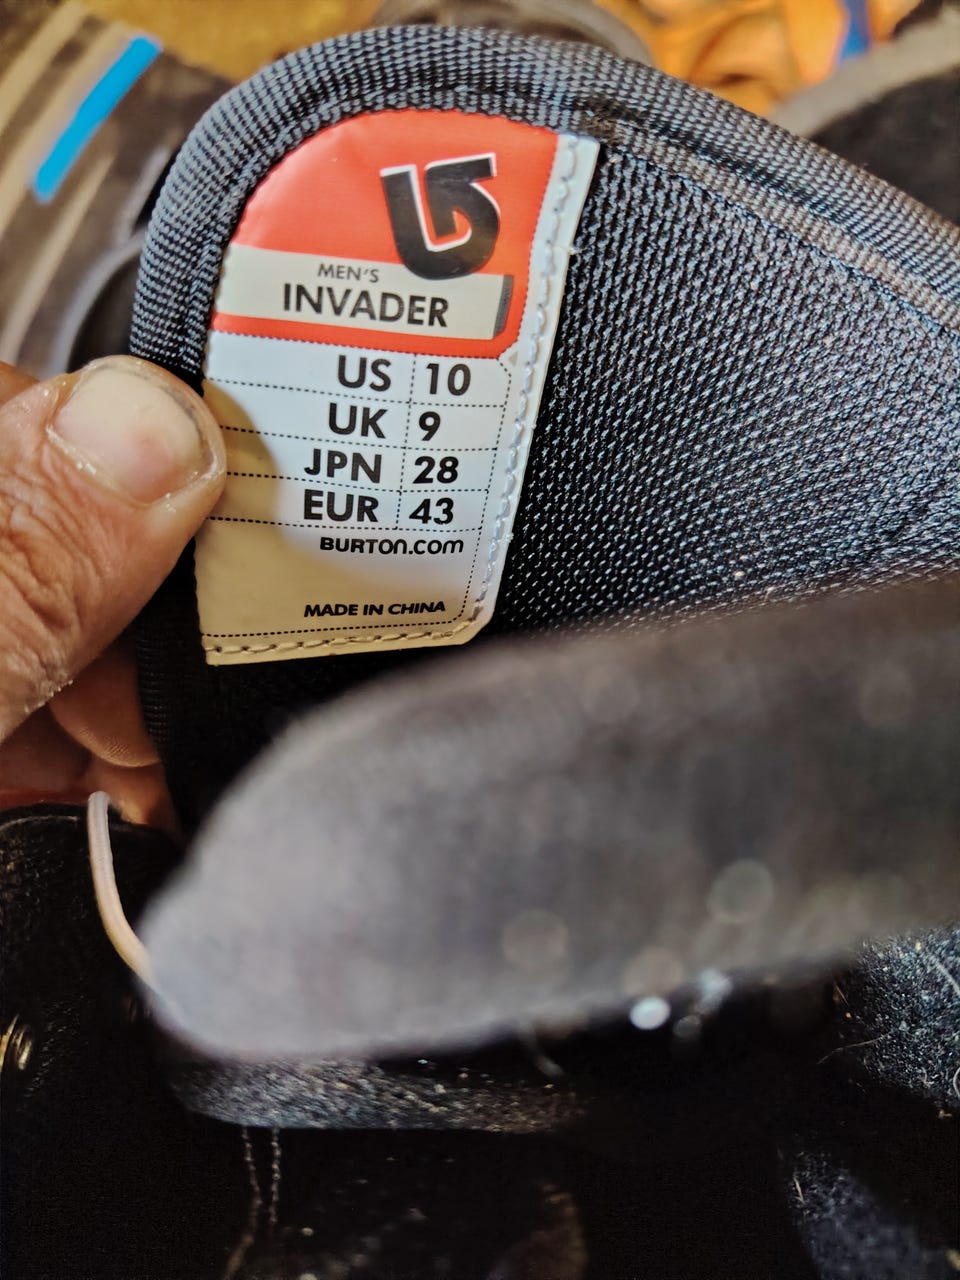 MEN'S
INVADER
US 10
UK 9
JPN 28
EUR 43
BURTON.COM
MADE IN CHINA